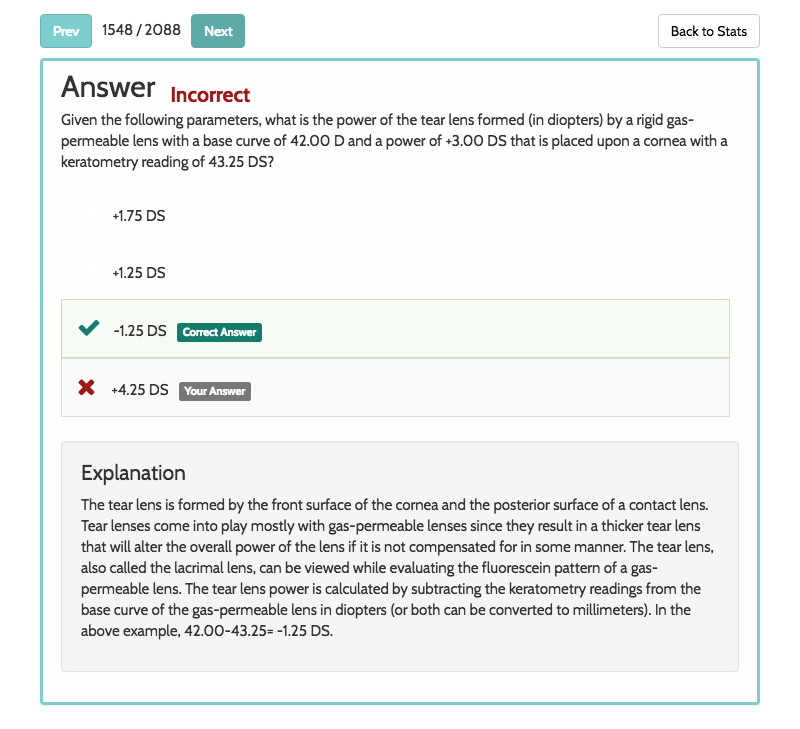 Prev 1548 / 2088 Next Back to Stats
Answer Incorrect
Given the following parameters, what is the power of the tear lens formed (in diopters) by a rigid gas-
permeable lens with a base curve of 42.00 D and a power of +3.00 DS that is placed upon a cornea with a
keratometry reading of 43.25 DS?
+1.75 DS
+1.25 DS
-1.25 DS Correct Answer
+4.25 DS Your Answer
Explanation
The tear lens is formed by the front surface of the cornea and the posterior surface of a contact lens.
Tear lenses come into play mostly with gas-permeable lenses since they result in a thicker tear lens
that will alter the overall power of the lens if it is not compensated for in some manner. The tear lens,
also called the lacrimal lens, can be viewed while evaluating the fluorescein pattern of a gas-
permeable lens. The tear lens power is calculated by subtracting the keratometry readings from the
base curve of the gas-permeable lens in diopters (or both can be converted to millimeters). In the
above example, 42.00-43.25= -1.25 DS.